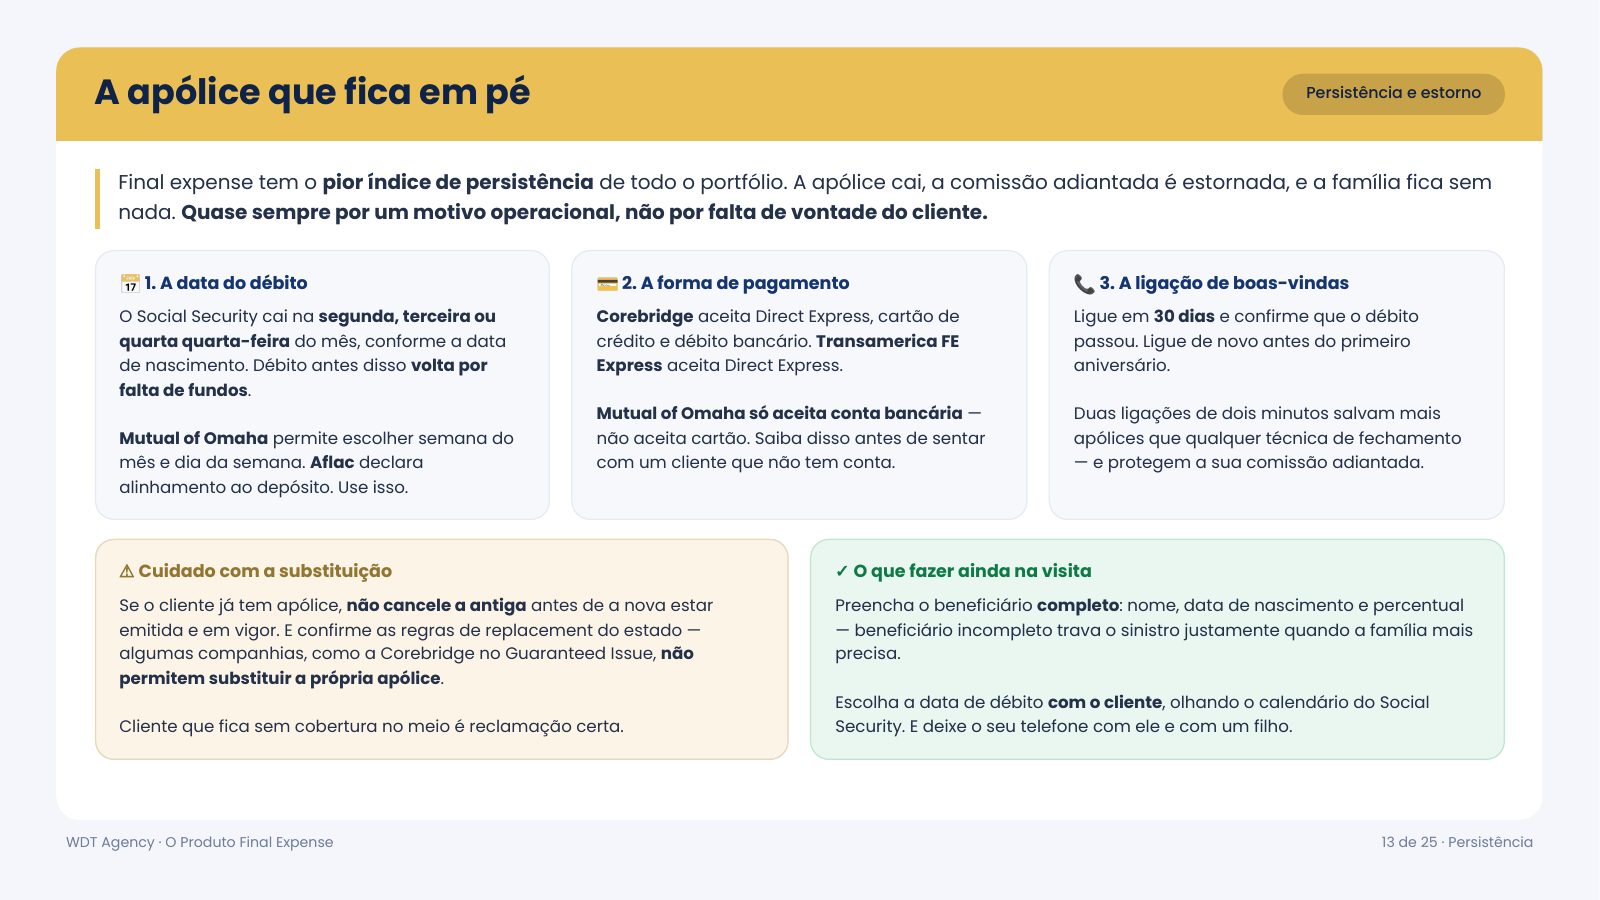 A apólice que fica em pé
Persistência e estorno
Final expense tem o pior índice de persistência de todo o portfólio. A apólice cai, a comissão adiantada é estornada, e a família fica sem
nada. Quase sempre por um motivo operacional, não por falta de vontade do cliente.
📅 1. A data do débito
O Social Security cai na segunda, terceira ou
quarta quarta-feira do mês, conforme a data
de nascimento. Débito antes disso volta por
falta de fundos.
Mutual of Omaha permite escolher semana do
mês e dia da semana. Aflac declara
alinhamento ao depósito. Use isso.
💳 2. A forma de pagamento
Corebridge aceita Direct Express, cartão de
crédito e débito bancário. Transamerica FE
Express aceita Direct Express.
Mutual of Omaha só aceita conta bancária —
não aceita cartão. Saiba disso antes de sentar
com um cliente que não tem conta.
📞 3. A ligação de boas-vindas
Ligue em 30 dias e confirme que o débito
passou. Ligue de novo antes do primeiro
aniversário.
Duas ligações de dois minutos salvam mais
apólices que qualquer técnica de fechamento
— e protegem a sua comissão adiantada.
⚠ Cuidado com a substituição
Se o cliente já tem apólice, não cancele a antiga antes de a nova estar
emitida e em vigor. E confirme as regras de replacement do estado —
algumas companhias, como a Corebridge no Guaranteed Issue, não
permitem substituir a própria apólice.
Cliente que fica sem cobertura no meio é reclamação certa.
✓ O que fazer ainda na visita
Preencha o beneficiário completo: nome, data de nascimento e percentual
— beneficiário incompleto trava o sinistro justamente quando a família mais
precisa.
Escolha a data de débito com o cliente, olhando o calendário do Social
Security. E deixe o seu telefone com ele e com um filho.
WDT Agency · O Produto Final Expense
13 de 25 · Persistência